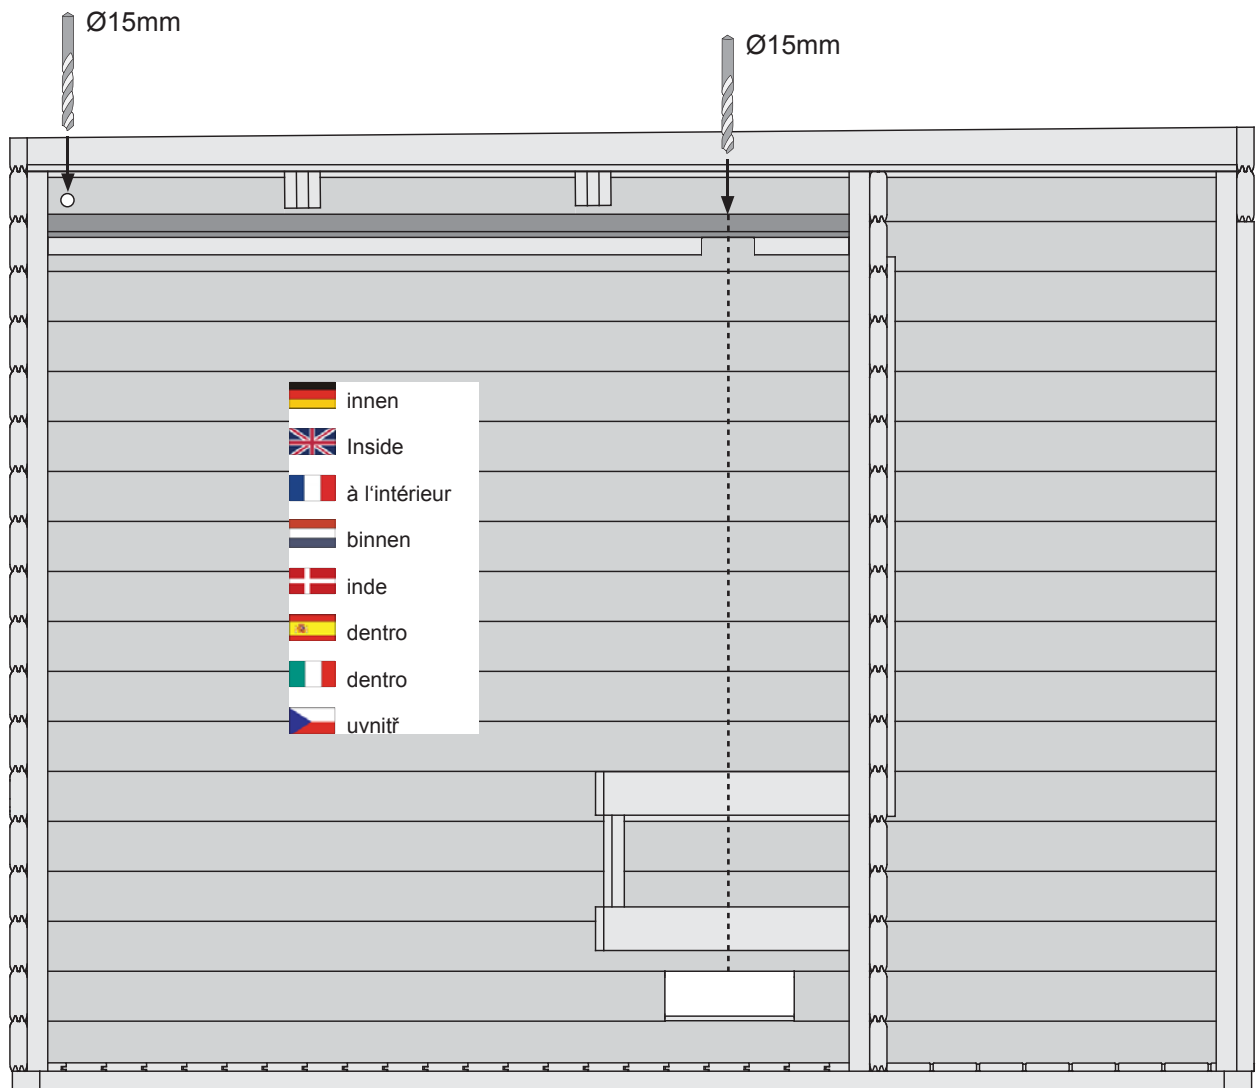 Ø15mm
Ø15mm
innen
Inside
à l‘intérieur
binnen
inde
dentro
dentro
uvnitř